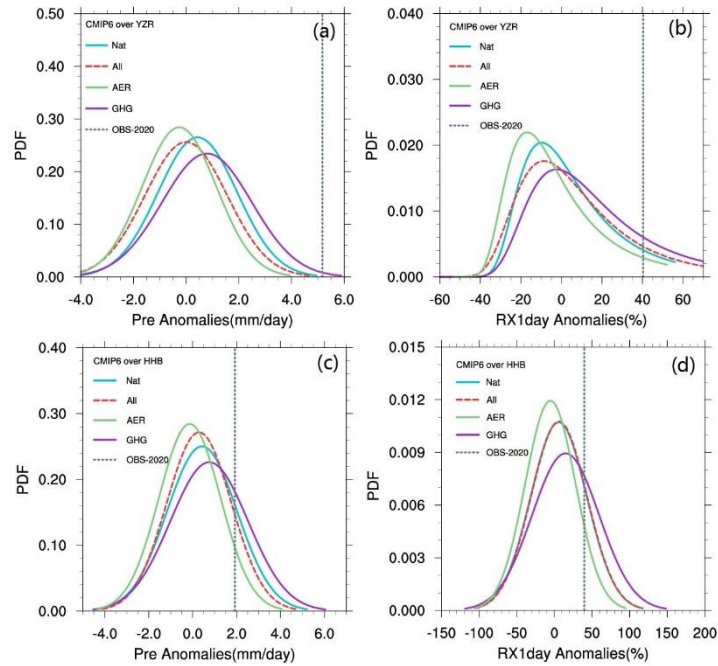 (a)
CMIP6 over YZR
Nat
All
AER
GHG
OBS-2020
PDF
0.50
0.40
0.30
0.20
0.10
0.00
-4.0 -2.0 0.0 2.0 4.0 6.0
Pre Anomalies(mm/day)
(b)
CMIP6 over YZR
Nat
All
AER
GHG
OBS-2020
PDF
0.040
0.030
0.020
0.010
0.000
-60 -40 -20 0 20 40 60
RX1day Anomalies(%)
(c)
CMIP6 over HHB
Nat
All
AER
GHG
OBS-2020
PDF
0.40
0.30
0.20
0.10
0.00
-4.0 -2.0 0.0 2.0 4.0 6.0
Pre Anomalies(mm/day)
(d)
CMIP6 over HHB
Nat
All
AER
GHG
OBS-2020
PDF
0.015
0.012
0.009
0.006
0.003
0.000
-150 -100 -50 0 50 100 150 200
RX1day Anomalies(%)